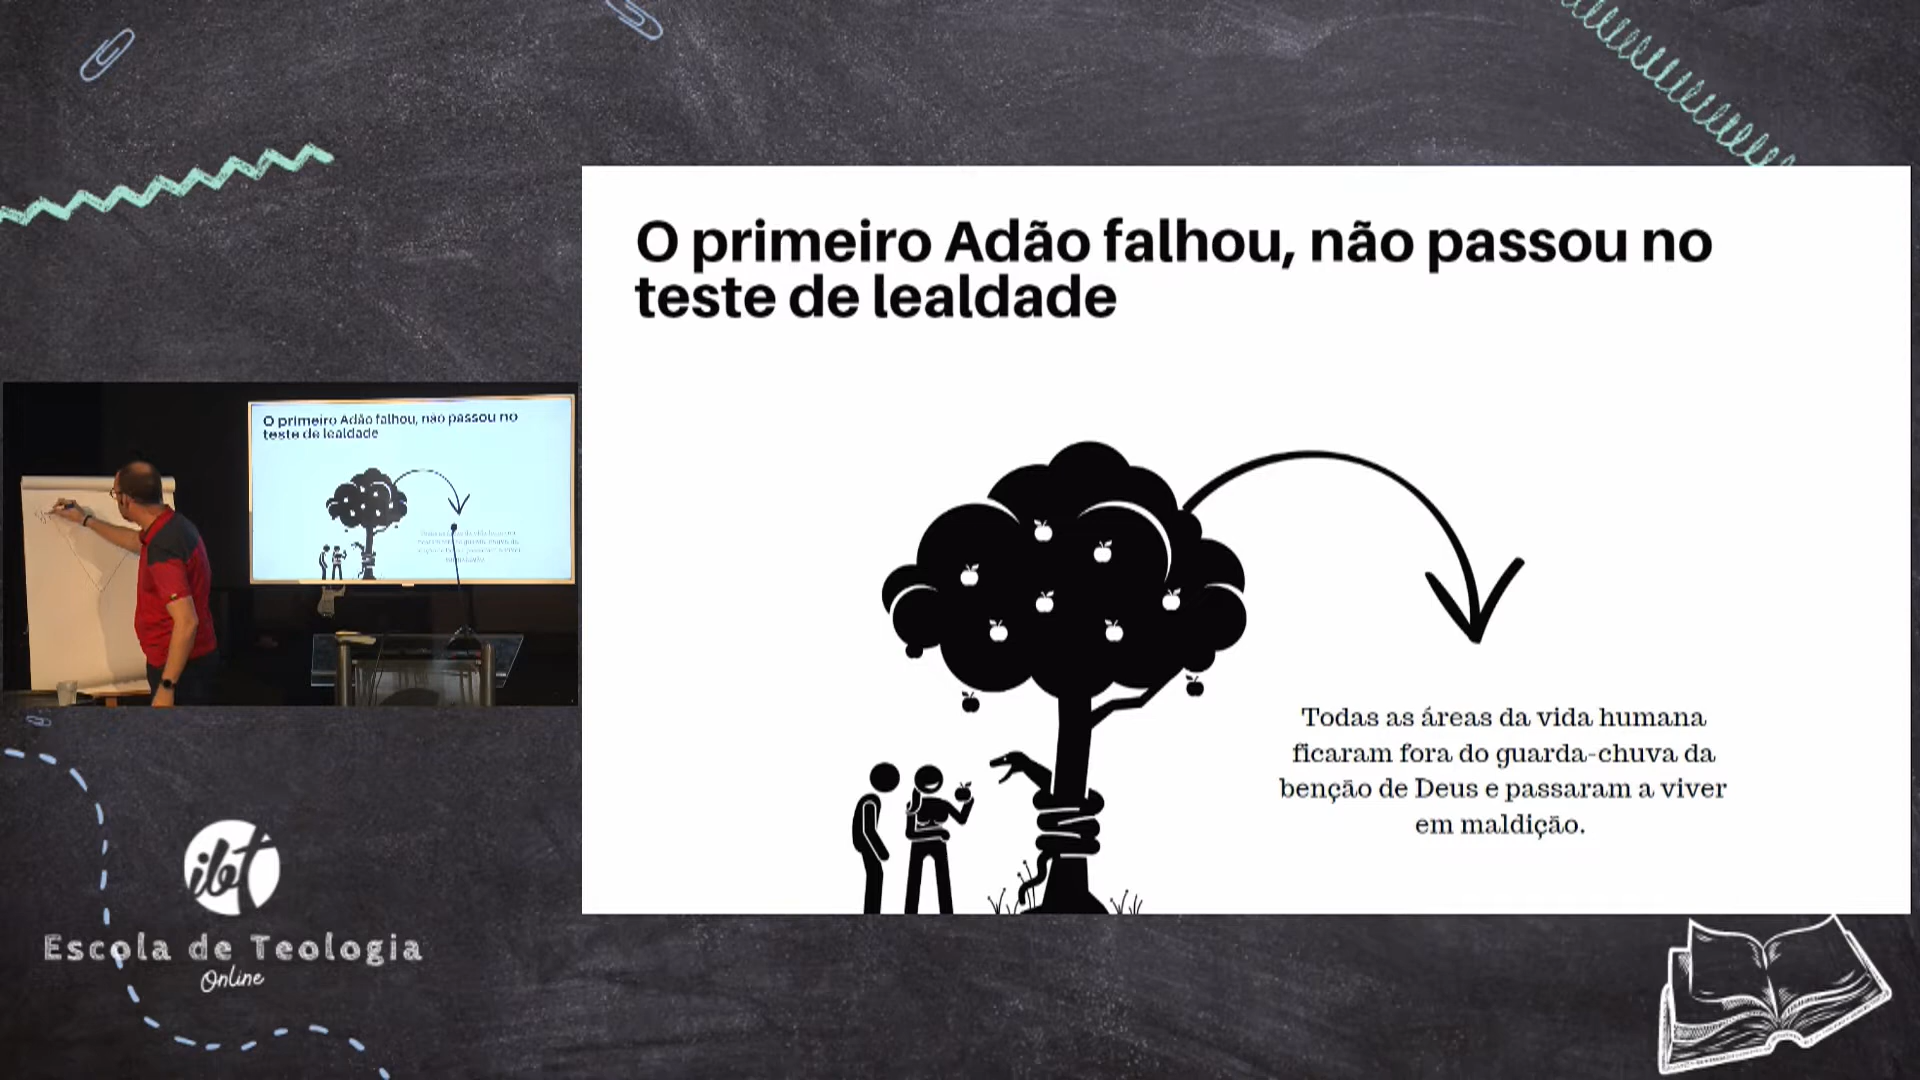 O primeiro Adão falhou, não passou no
teste de lealdade
Todas as áreas da vida humana
ficaram fora do guarda-chuva da
benção de Deus e passaram a viver
em maldição.
O primeiro Adão falhou, não passou no
teste de lealdade
ibt
Escola de Teologia
Online